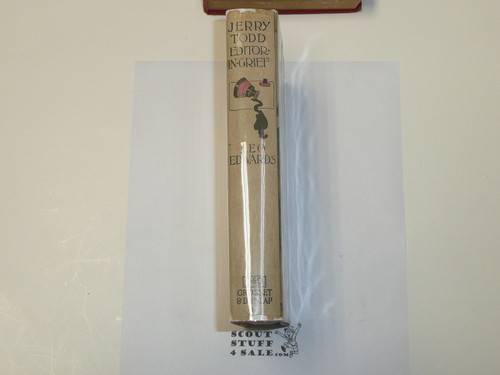 JERRY
TODD
EDITOR-
IN-GRIEF
LEO
EDWARDS
GROSSET
& DUNLAP
SCOUT
STUFF
4 SALE.COM